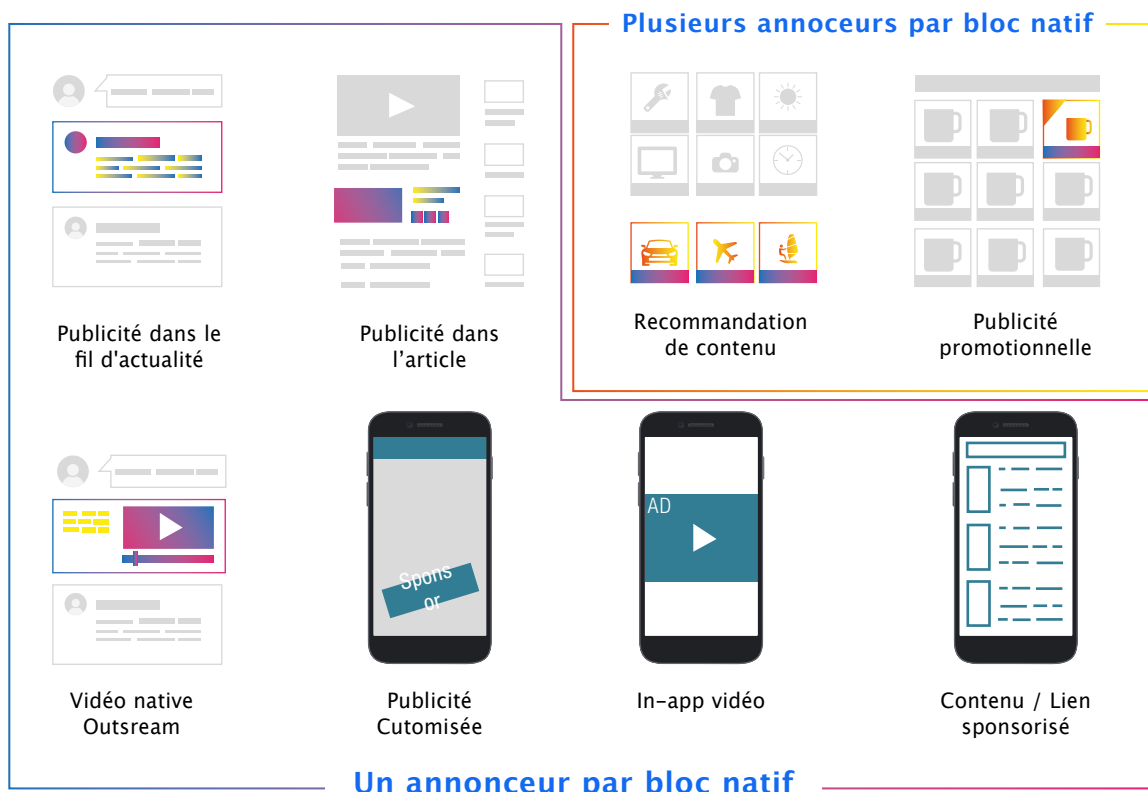 Plusieurs annoceurs par bloc natif
Publicité dans le
fil d'actualité
Publicité dans
l’article
Recommandation
de contenu
Publicité
promotionnelle
Spons
or
AD
Vidéo native
Outsream
Publicité
Cutomisée
In-app vidéo
Contenu / Lien
sponsorisé
Un annonceur par bloc natif